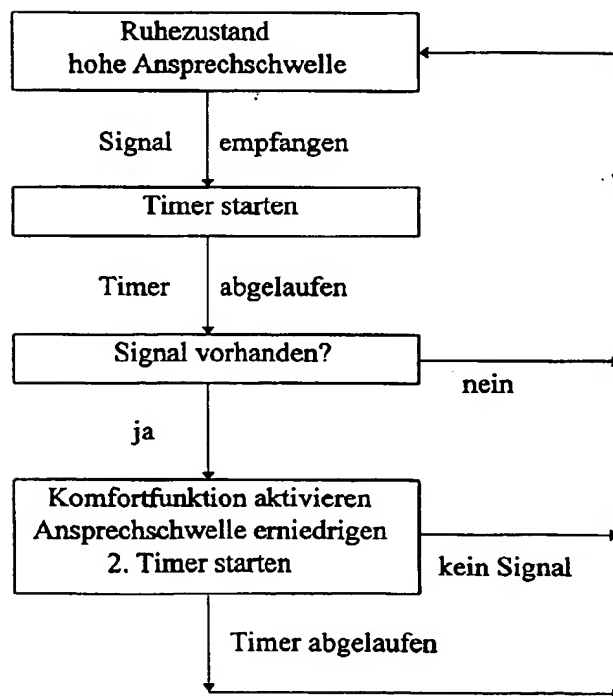 Ruhezustand
hohe Ansprechschwelle
Signal empfangen
Timer starten
Timer abgelaufen
Signal vorhanden?
nein
ja
Komfortfunktion aktivieren
Ansprechschwelle erniedrigen
2. Timer starten
kein Signal
Timer abgelaufen